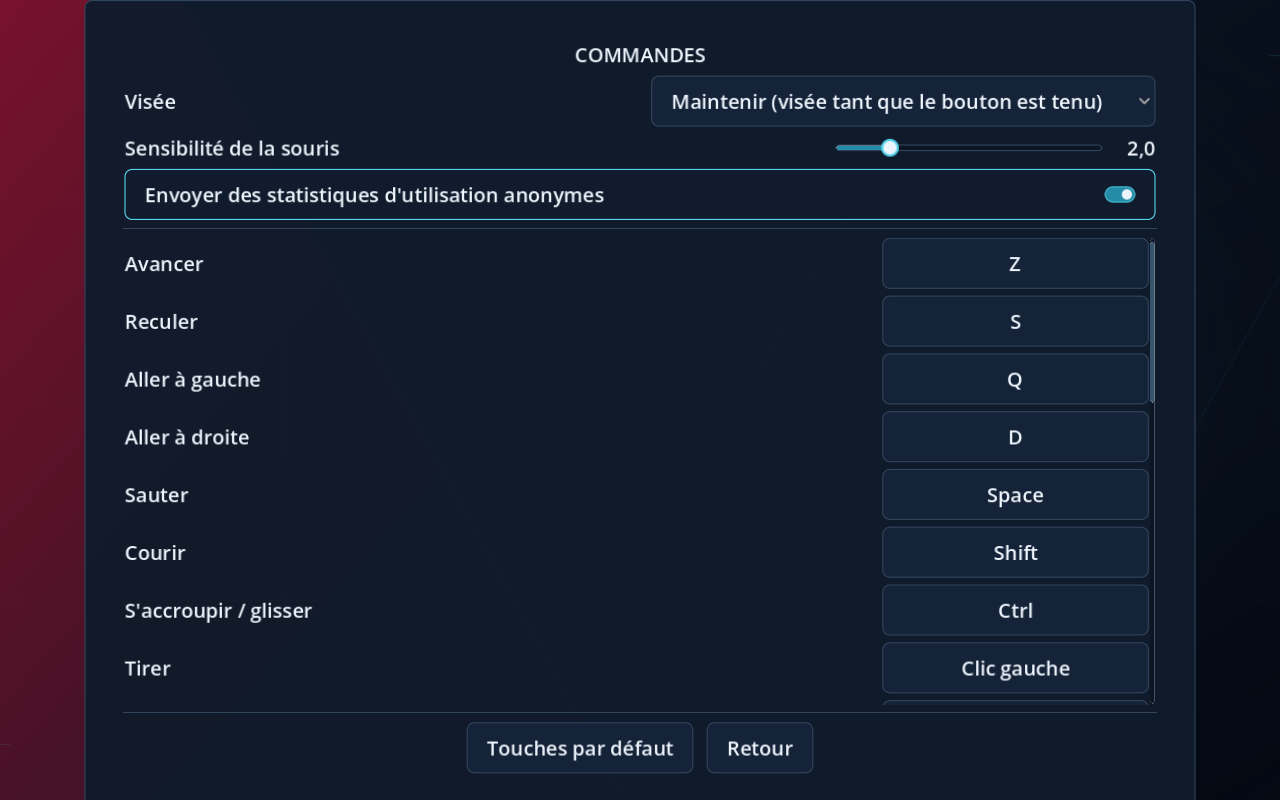 COMMANDES
Visée
Maintenir (visée tant que le bouton est tenu)
Sensibilité de la souris
2,0
Envoyer des statistiques d'utilisation anonymes
Avancer
Z
Reculer
S
Aller à gauche
Q
Aller à droite
D
Sauter
Space
Courir
Shift
S'accroupir / glisser
Ctrl
Tirer
Clic gauche
Touches par défaut
Retour